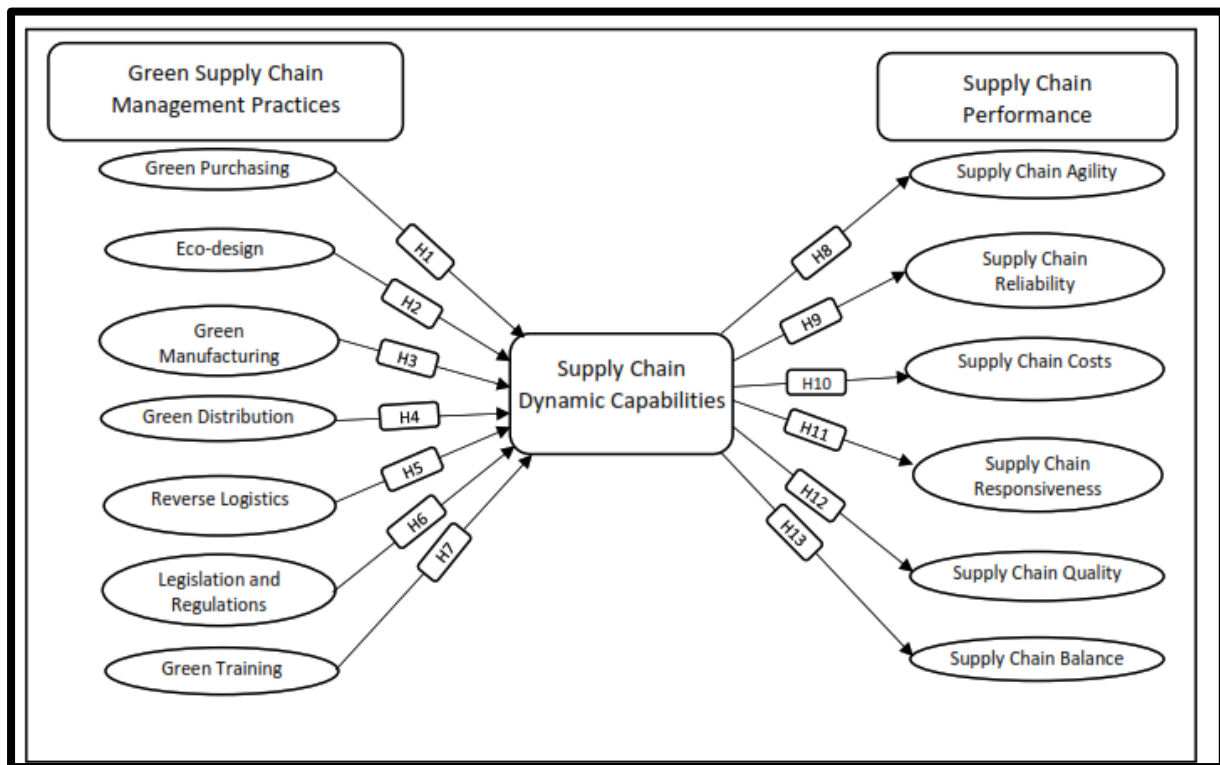 Green Supply Chain
Management Practices
Green Purchasing
Eco-design
Green
Manufacturing
Green Distribution
Reverse Logistics
Legislation and
Regulations
Green Training
H1
H2
H3
H4
H5
H6
H7
Supply Chain
Dynamic Capabilities
H8
H9
H10
H11
H12
H13
Supply Chain
Performance
Supply Chain Agility
Supply Chain
Reliability
Supply Chain Costs
Supply Chain
Responsiveness
Supply Chain Quality
Supply Chain Balance